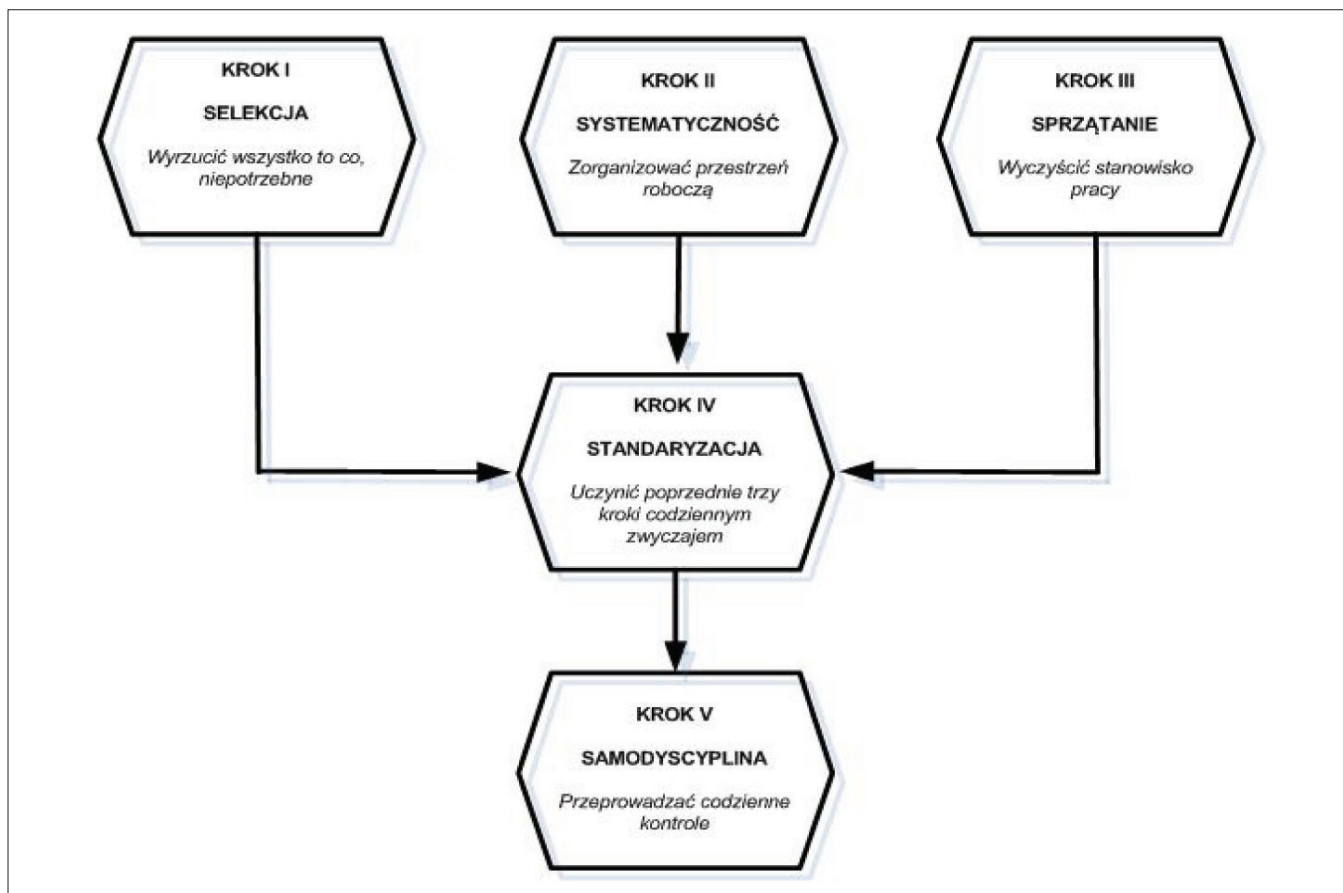 KROK I
SELEKCJA
Wyrzucić wszystko to co,
niepotrzebne
KROK II
SYSTEMATYCZNOŚĆ
Zorganizować przestrzeń
roboczą
KROK III
SPRZĄTANIE
Wyczyścić stanowisko
pracy
KROK IV
STANDARYZACJA
Uczynić poprzednie trzy
kroki codziennym
zwyczajem
KROK V
SAMODYSCYPLINA
Przeprowadzać codzienne
kontrole